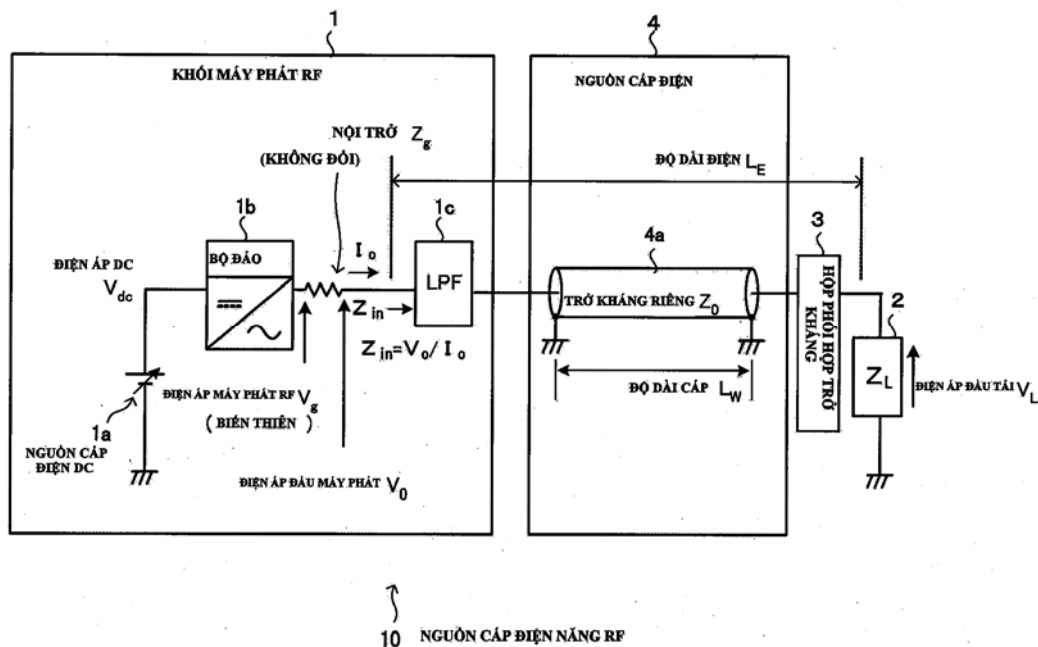 1
KHỐI MÁY PHÁT RF
4
NGUỒN CẤP ĐIỆN
NỘI TRỞ Zg
(KHÔNG ĐỔI)
ĐỘ DÀI ĐIỆN LE
1b
BỘ ĐẢO
Io
1c
LPF
Zin
Zin=Vo/Io
ĐIỆN ÁP DC
Vdc
4a
TRỞ KHÁNG RIÊNG Z0
ĐỘ DÀI CÁP LW
3
HỘP PHỐI HỢP TRỞ
KHÁNG
2
ZL
ĐIỆN ÁP ĐẦU TẢI VL
1a
NGUỒN CẤP
ĐIỆN DC
ĐIỆN ÁP MÁY PHÁT RF Vg
(BIẾN THIÊN)
ĐIỆN ÁP ĐẦU MÁY PHÁT V0
10 NGUỒN CẤP ĐIỆN NĂNG RF